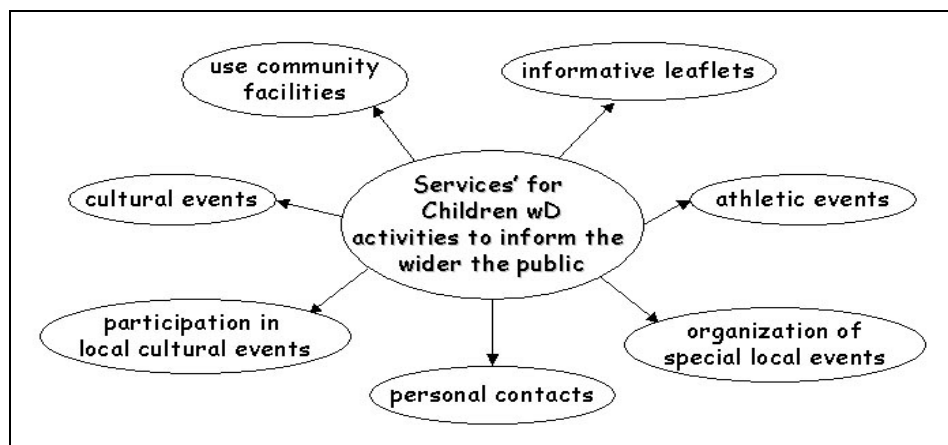 use community
facilities
informative leaflets
cultural events
Services’ for
Children wD
activities to inform the
wider the public
athletic events
participation in
local cultural events
organization of
special local events
personal contacts